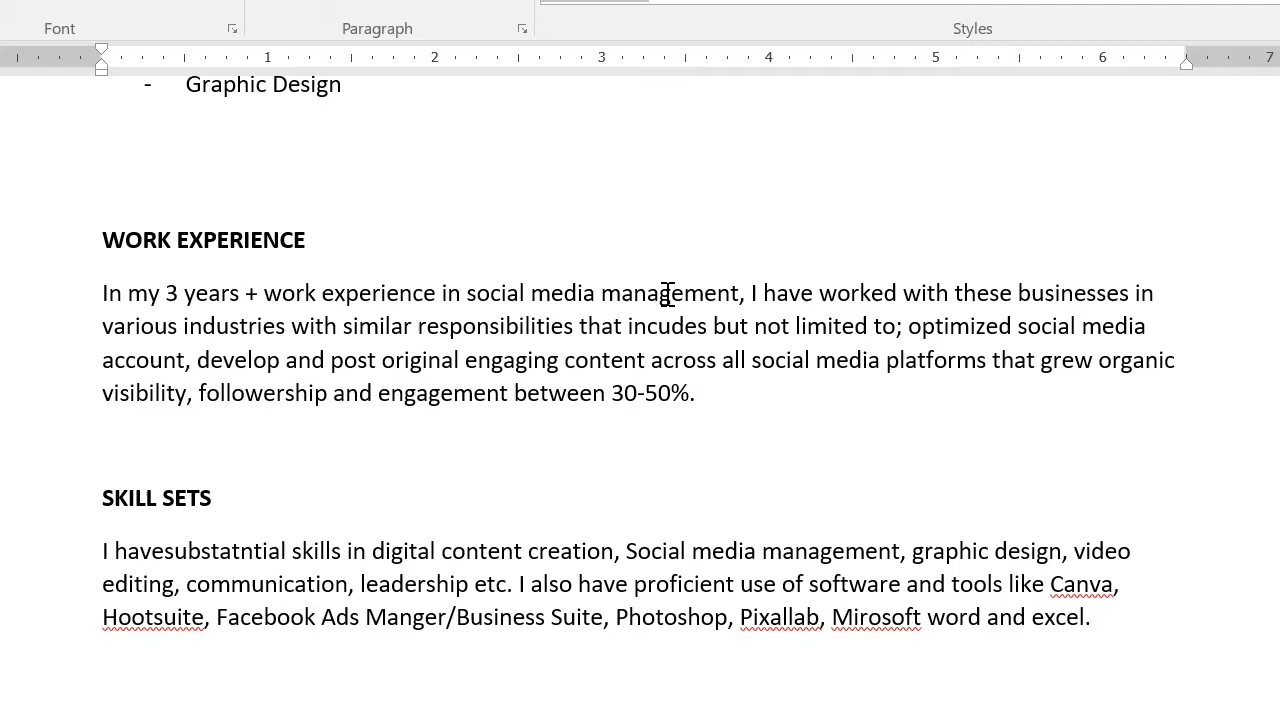 Font Paragraph Styles
1 2 3 4 5 6 7
- Graphic Design
WORK EXPERIENCE
In my 3 years + work experience in social media management, I have worked with these businesses in
various industries with similar responsibilities that incudes but not limited to; optimized social media
account, develop and post original engaging content across all social media platforms that grew organic
visibility, followership and engagement between 30-50%.
SKILL SETS
I havesubstatntial skills in digital content creation, Social media management, graphic design, video
editing, communication, leadership etc. I also have proficient use of software and tools like Canva,
Hootsuite, Facebook Ads Manger/Business Suite, Photoshop, Pixallab, Mirosoft word and excel.